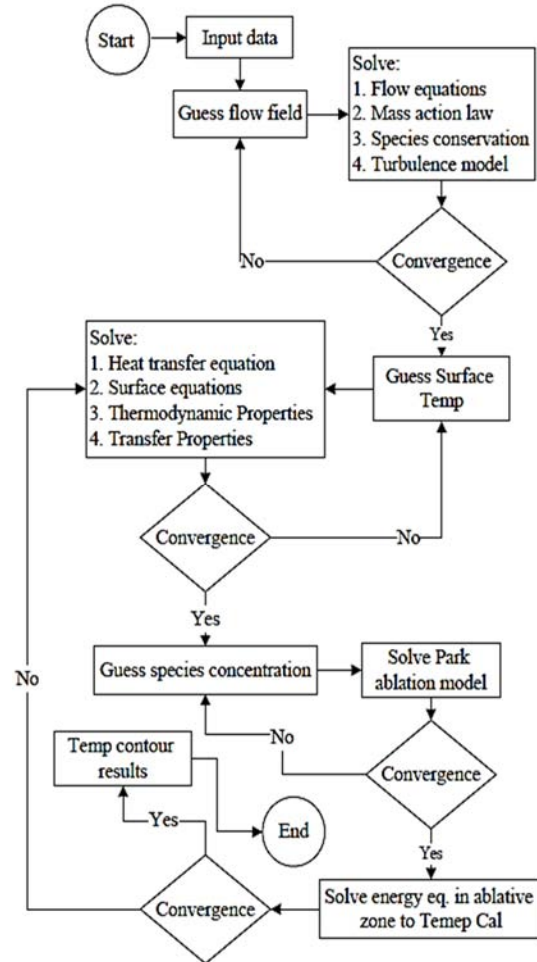 Start
Input data
Guess flow field
Solve:
1. Flow equations
2. Mass action law
3. Species conservation
4. Turbulence model
No
Convergence
Yes
Solve:
1. Heat transfer equation
2. Surface equations
3. Thermodynamic Properties
4. Transfer Properties
Guess Surface
Temp
Convergence
No
Yes
No
Guess species concentration
Solve Park
ablation model
No
Temp contour
results
Convergence
End
Yes
Yes
Convergence
Solve energy eq. in ablative
zone to Temep Cal